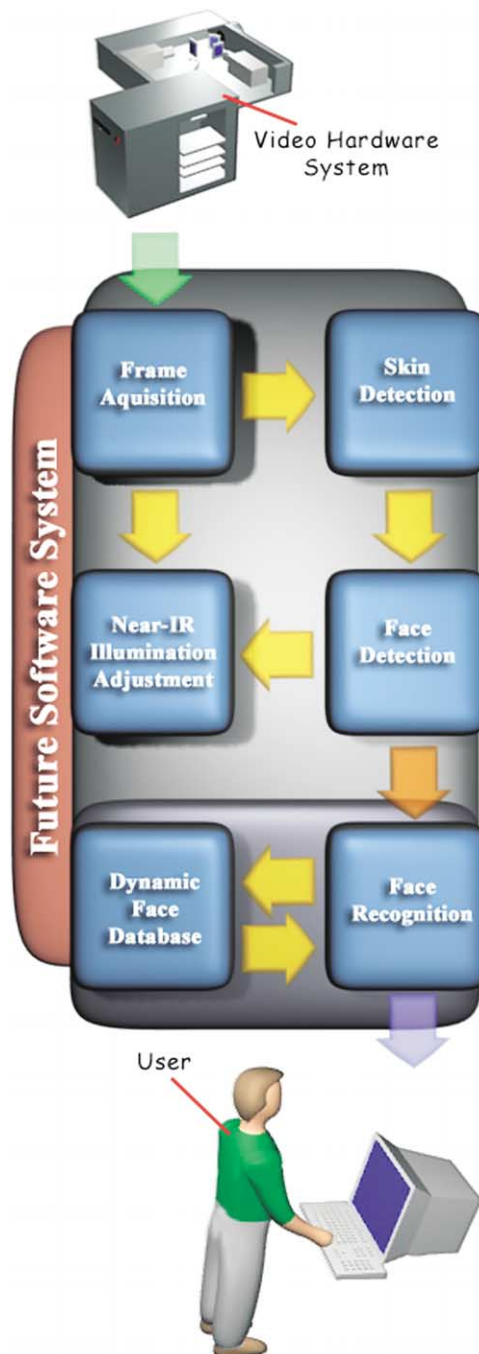 Video Hardware
System
Future Software System
Frame
Aquisition
Skin
Detection
Near-IR
Illumination
Adjustment
Face
Detection
Dynamic
Face
Database
Face
Recognition
User